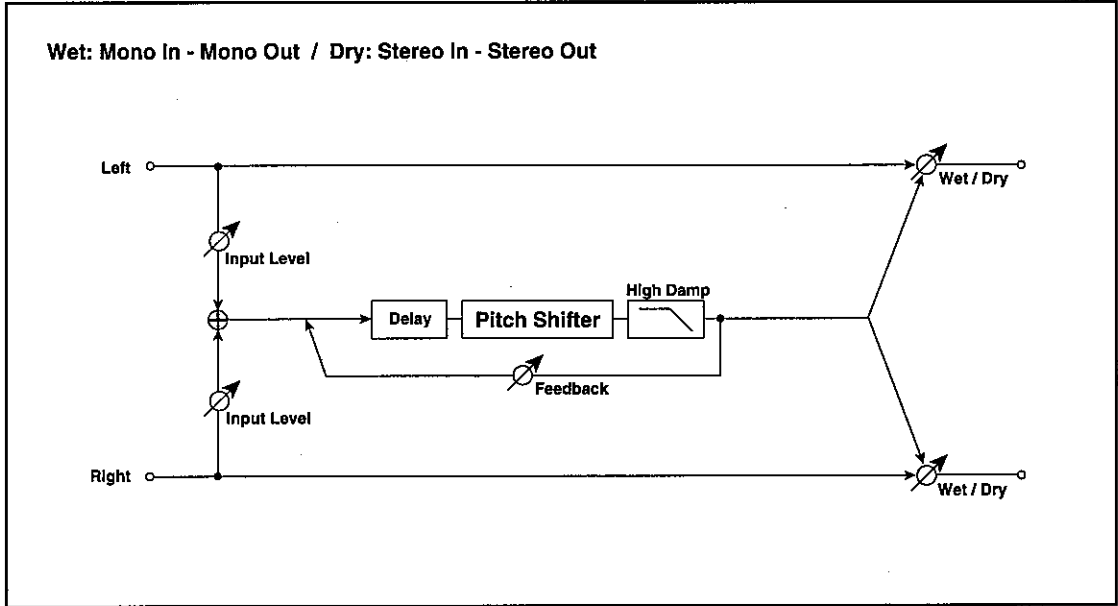 Wet: Mono In - Mono Out / Dry: Stereo In - Stereo Out
Left
Wet / Dry
Input Level
High Damp
Delay
Pitch Shifter
Feedback
Input Level
Right
Wet / Dry